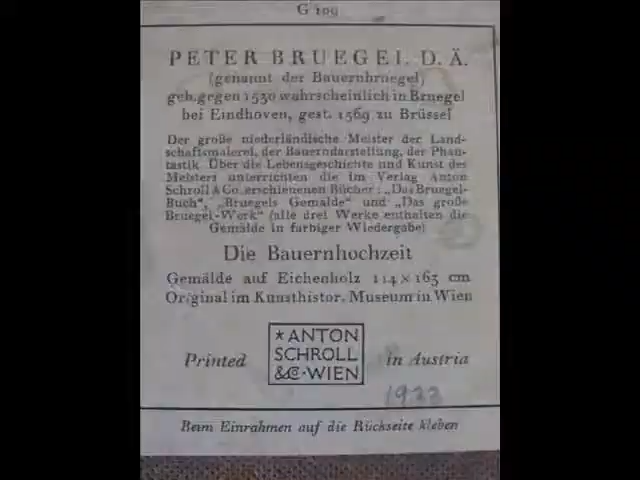 G 109
PETER BRUEGEL D. Ä.
(genannt der Bauernbruegel)
geb. gegen 1530 wahrscheinlich in Bruegel
bei Eindhoven, gest. 1569 zu Brüssel
Der große niederländische Meister der Land-
schaftsmalerei, der Bauerndarstellung, der Phan-
tastik. Über die Lebensgeschichte und Kunst des
Meisters unterrichten die im Verlag Anton
Schroll & Co. erschienenen Bücher: „Das Bruegel-
Buch“, „Bruegels Gemälde“ und „Das große
Bruegel-Werk“ (alle drei Werke enthalten die
Gemälde in farbiger Wiedergabe)
Die Bauernhochzeit
Gemälde auf Eichenholz 114×163 cm
Original im Kunsthistor. Museum in Wien
Printed * ANTON SCHROLL & Co · WIEN in Austria
Beim Einrahmen auf die Rückseite kleben